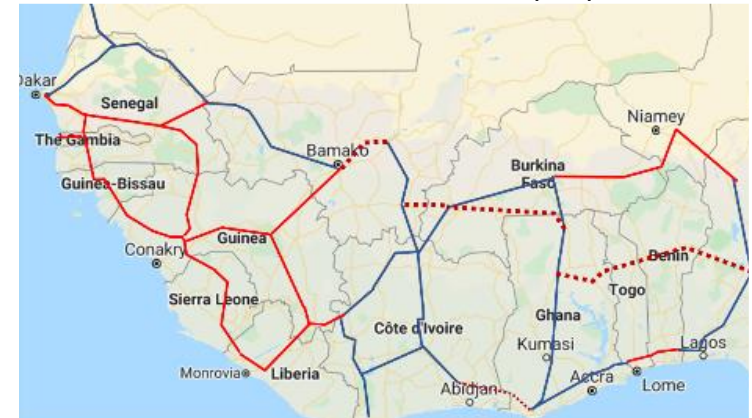 Dakar
Senegal
The Gambia
Guinea-Bissau
Bamako
Niamey
Burkina
Faso
Conakry
Guinea
Sierra Leone
Benin
Togo
Ghana
Côte d'Ivoire
Kumasi
Lagos
Monrovia
Liberia
Abidjan
Accra
Lome